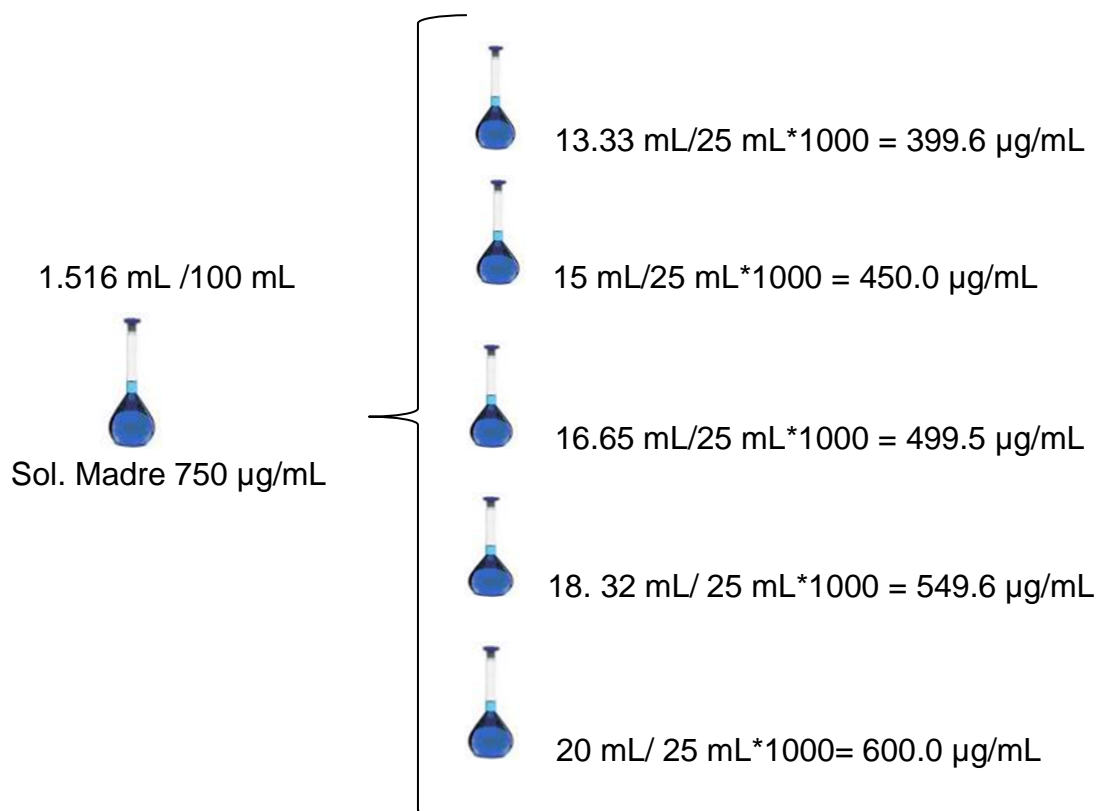 13.33 mL/25 mL*1000 = 399.6 µg/mL
15 mL/25 mL*1000 = 450.0 µg/mL
1.516 mL /100 mL
Sol. Madre 750 µg/mL
16.65 mL/25 mL*1000 = 499.5 µg/mL
18. 32 mL/ 25 mL*1000 = 549.6 µg/mL
20 mL/ 25 mL*1000= 600.0 µg/mL